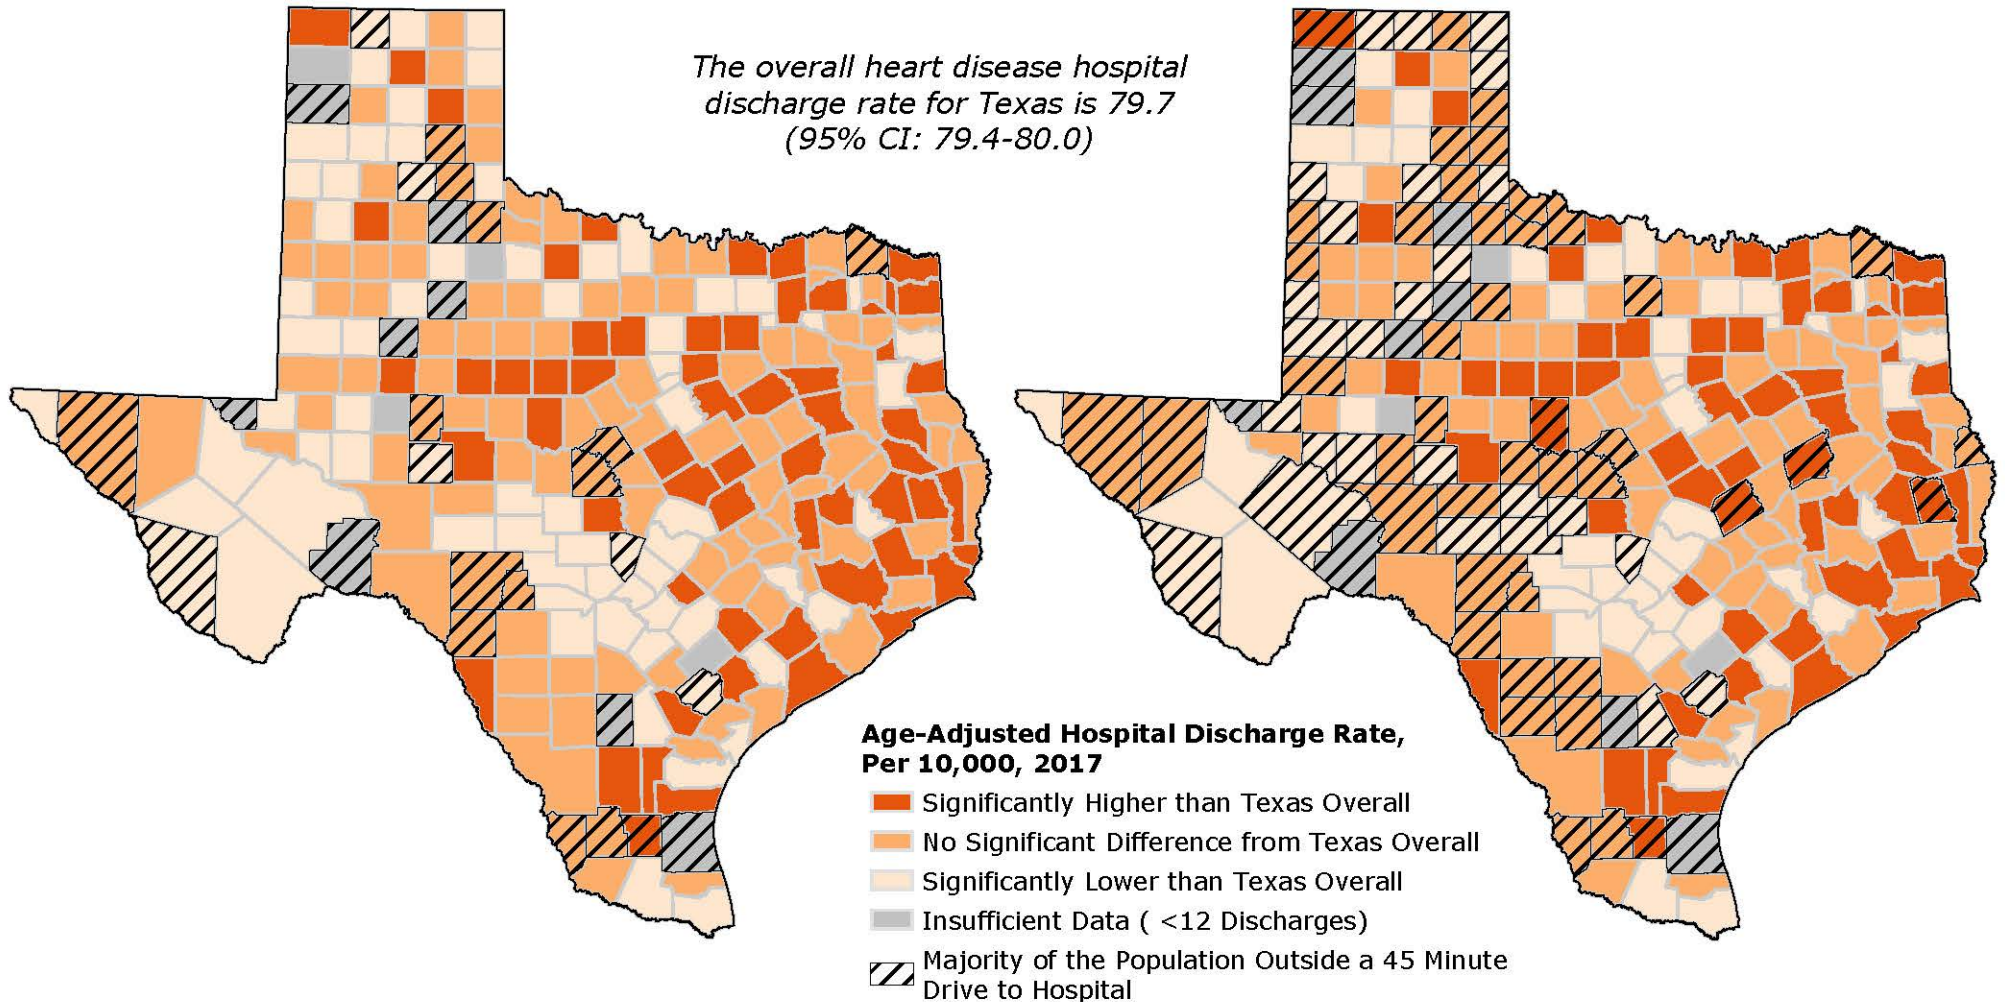 The overall heart disease hospital
discharge rate for Texas is 79.7
(95% CI: 79.4-80.0)
Age-Adjusted Hospital Discharge Rate,
Per 10,000, 2017
Significantly Higher than Texas Overall
No Significant Difference from Texas Overall
Significantly Lower than Texas Overall
Insufficient Data ( <12 Discharges)
Majority of the Population Outside a 45 Minute
Drive to Hospital